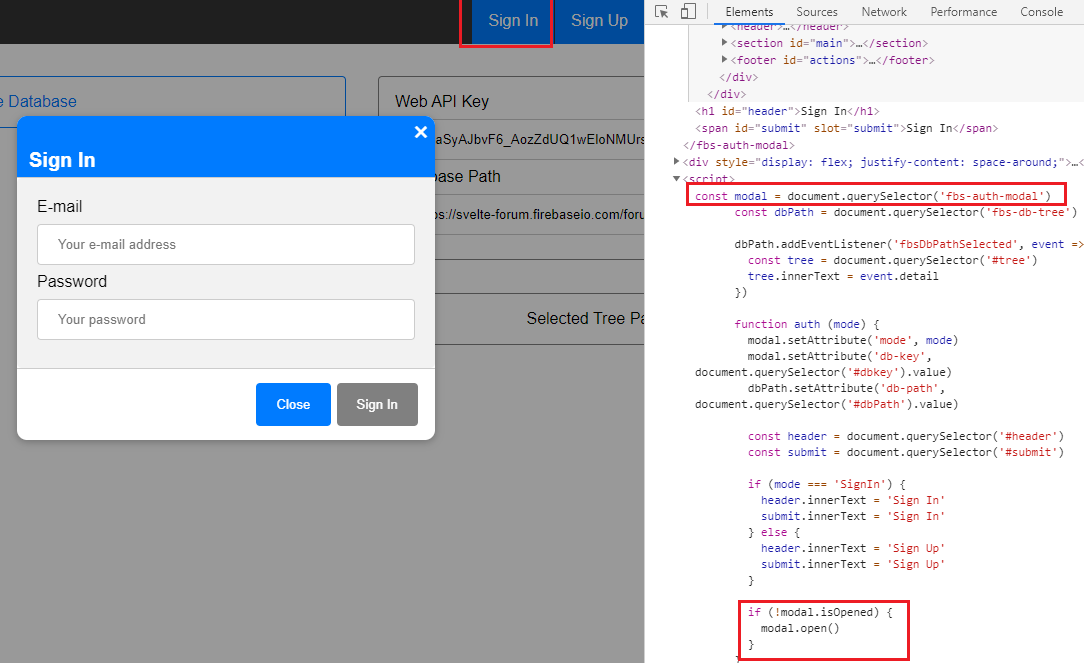 Sign In
Sign Up
e Database
Web API Key
aSyAJbvF6_AozZdUQ1wEIoNMUrs
base Path
ps://svelte-forum.firebaseio.com/foru
Selected Tree Pa
×
Sign In
E-mail
Your e-mail address
Password
Your password
Close
Sign In
Elements
Sources
Network
Performance
Console
<header>…</header>
<section id="main">…</section>
<footer id="actions">…</footer>
</div>
</div>
<h1 id="header">Sign In</h1>
<span id="submit" slot="submit">Sign In</span>
</fbs-auth-modal>
<div style="display: flex; justify-content: space-around;">…<
<script>
const modal = document.querySelector('fbs-auth-modal')
const dbPath = document.querySelector('fbs-db-tree')
dbPath.addEventListener('fbsDbPathSelected', event =>
const tree = document.querySelector('#tree')
tree.innerText = event.detail
})
function auth (mode) {
modal.setAttribute('mode', mode)
modal.setAttribute('db-key',
document.querySelector('#dbkey').value)
dbPath.setAttribute('db-path',
document.querySelector('#dbPath').value)
const header = document.querySelector('#header')
const submit = document.querySelector('#submit')
if (mode === 'SignIn') {
header.innerText = 'Sign In'
submit.innerText = 'Sign In'
} else {
header.innerText = 'Sign Up'
submit.innerText = 'Sign Up'
}
if (!modal.isOpened) {
modal.open()
}